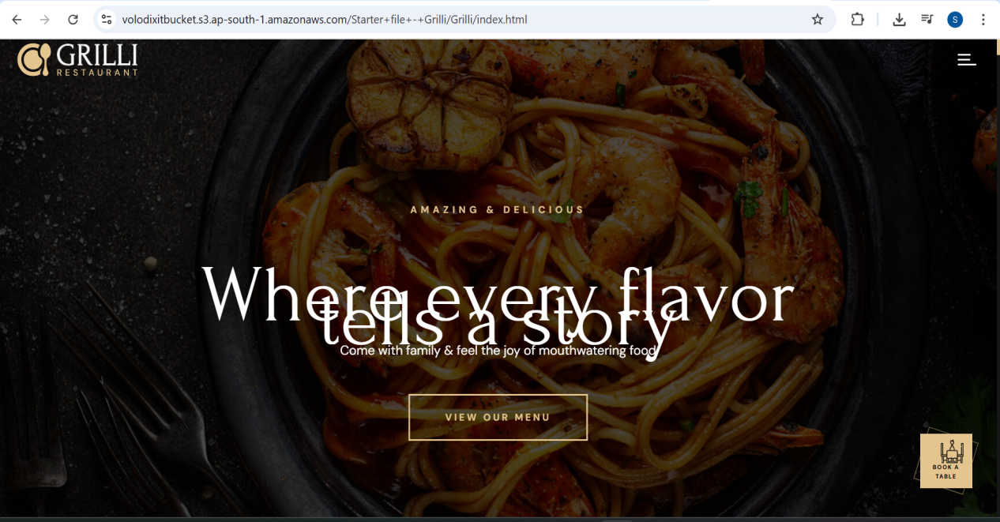 volodixitbucket.s3.ap-south-1.amazonaws.com/Starter+file+-+Grilli/Grilli/index.html
S
GRILLI
RESTAURANT
AMAZING & DELICIOUS
Where every flavor
tells a story
Come with family & feel the joy of mouthwatering food
VIEW OUR MENU
BOOK A
TABLE